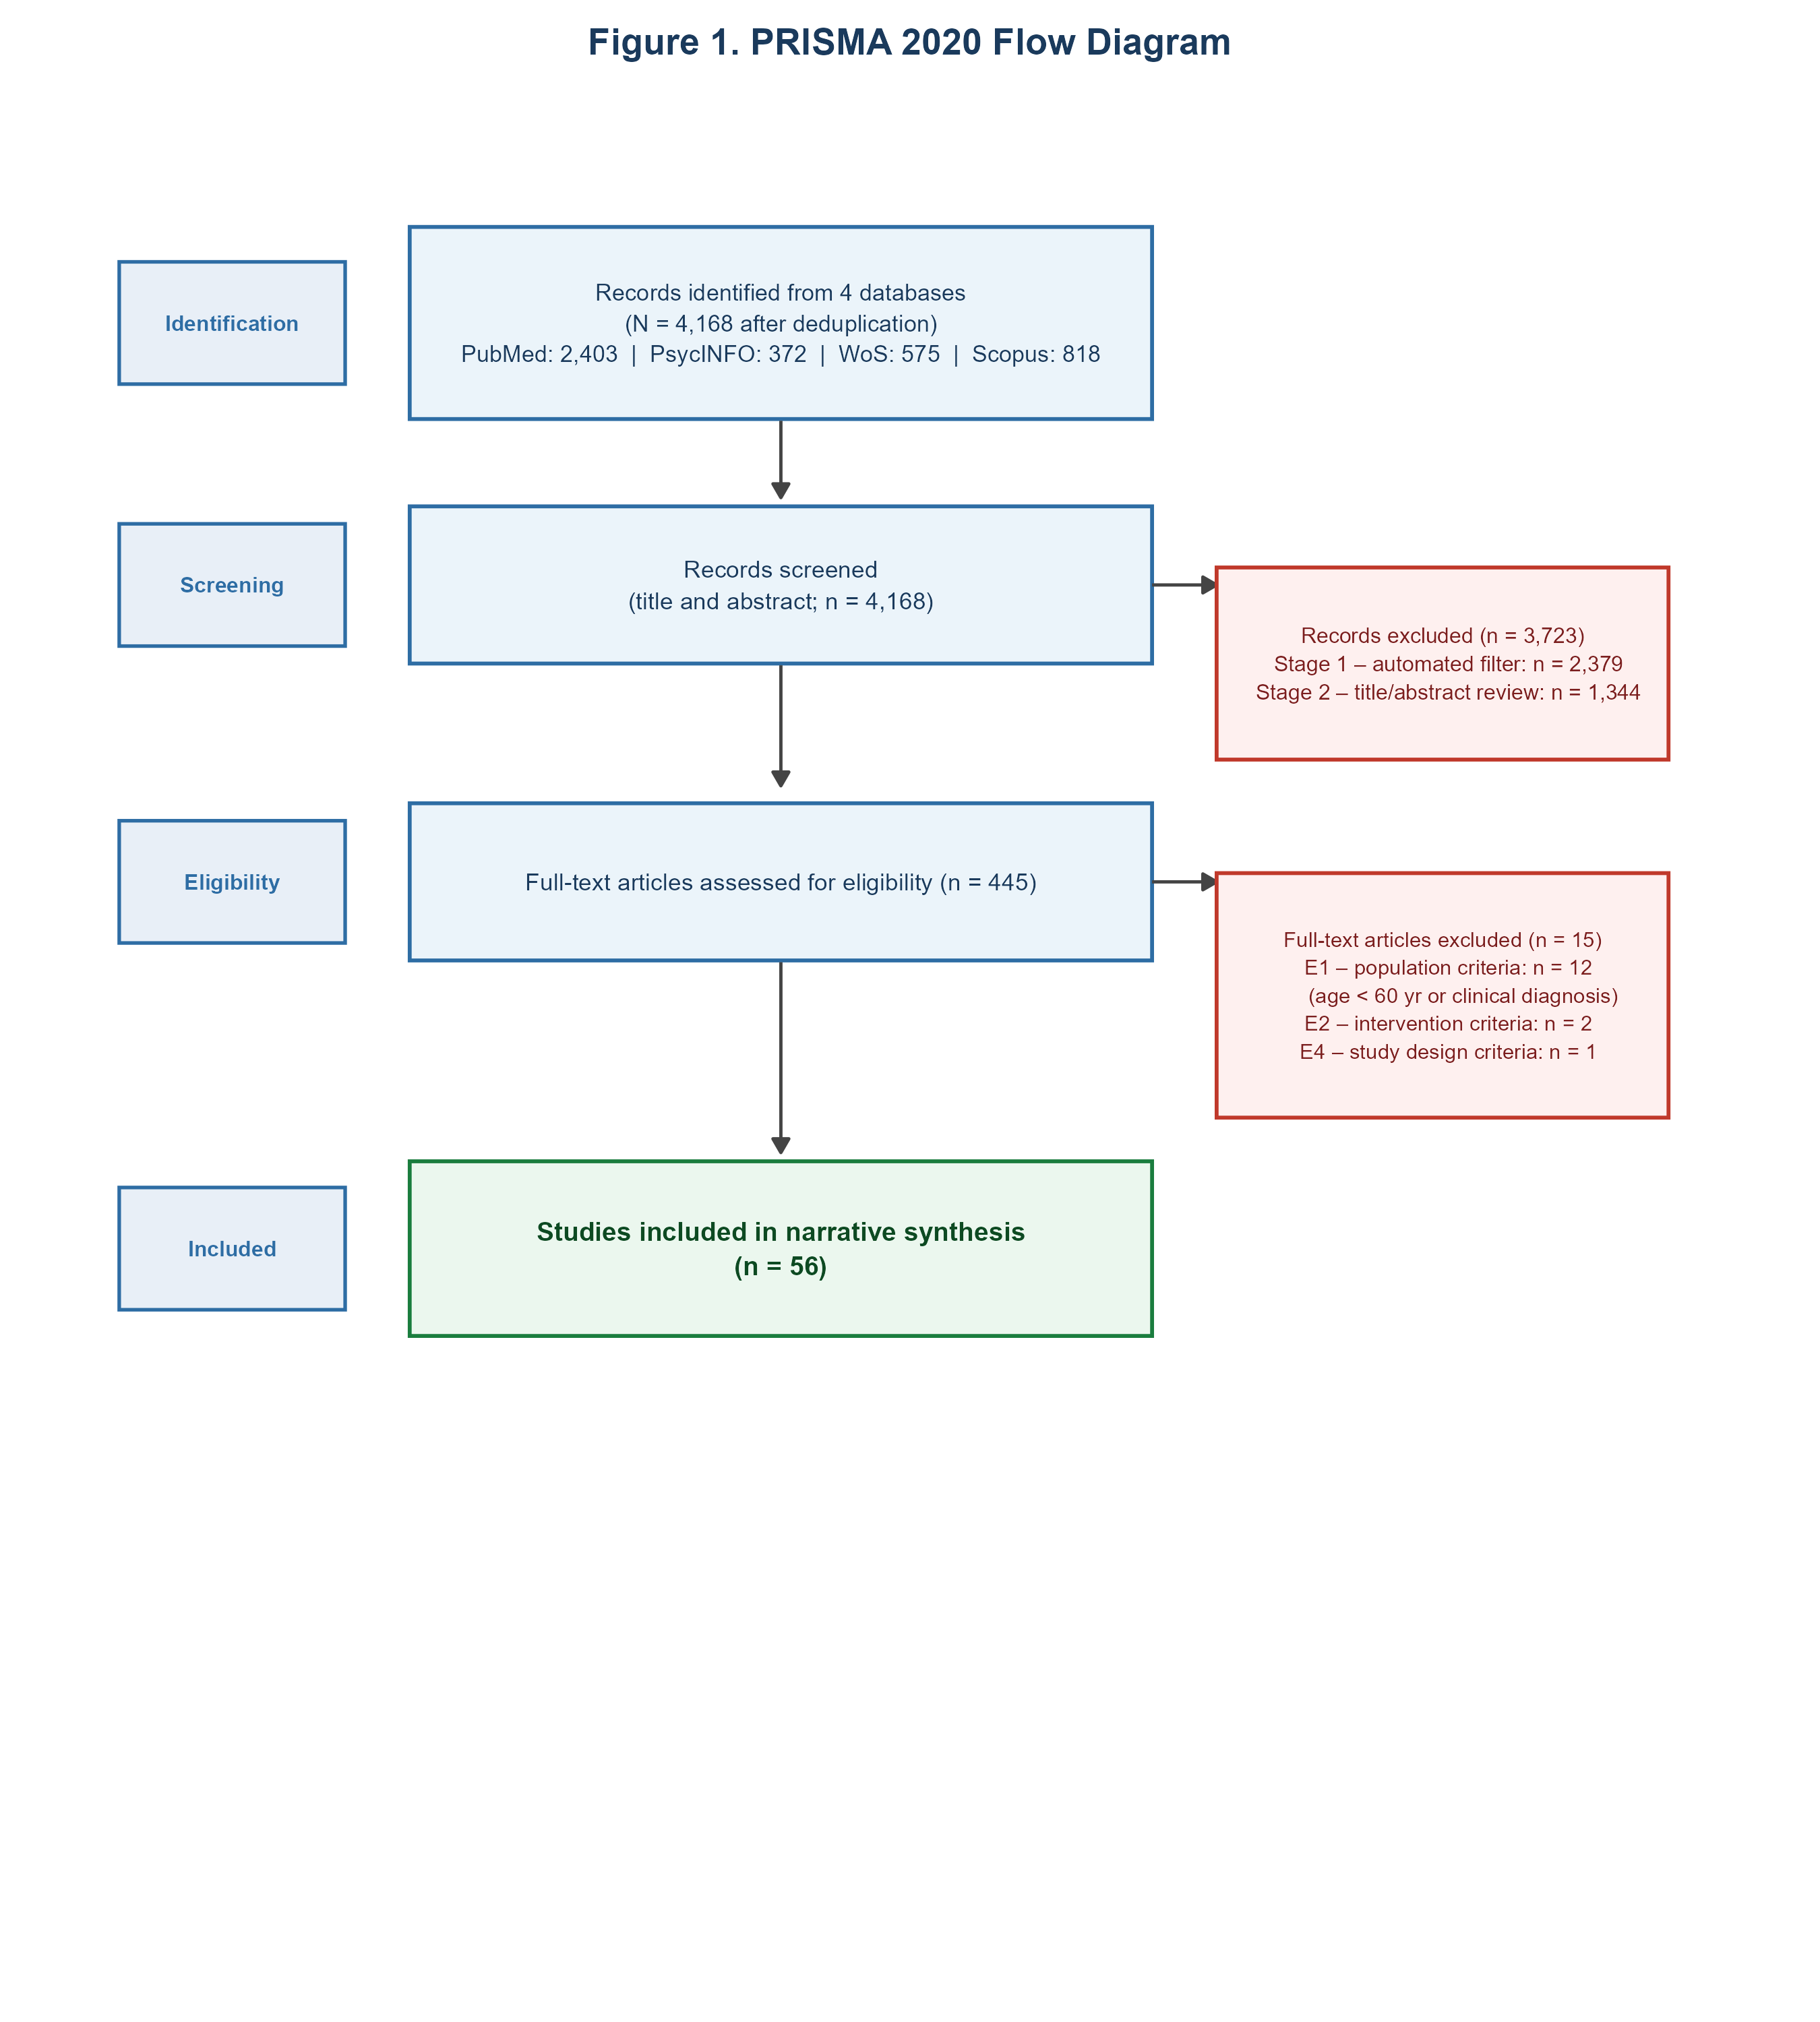 Figure 1. PRISMA 2020 Flow Diagram
Identification
Records identified from 4 databases
(N = 4,168 after deduplication)
PubMed: 2,403 | PsycINFO: 372 | WoS: 575 | Scopus: 818
Screening
Records screened
(title and abstract; n = 4,168)
Records excluded (n = 3,723)
Stage 1 – automated filter: n = 2,379
Stage 2 – title/abstract review: n = 1,344
Eligibility
Full-text articles assessed for eligibility (n = 445)
Full-text articles excluded (n = 15)
E1 – population criteria: n = 12
(age < 60 yr or clinical diagnosis)
E2 – intervention criteria: n = 2
E4 – study design criteria: n = 1
Included
Studies included in narrative synthesis
(n = 56)